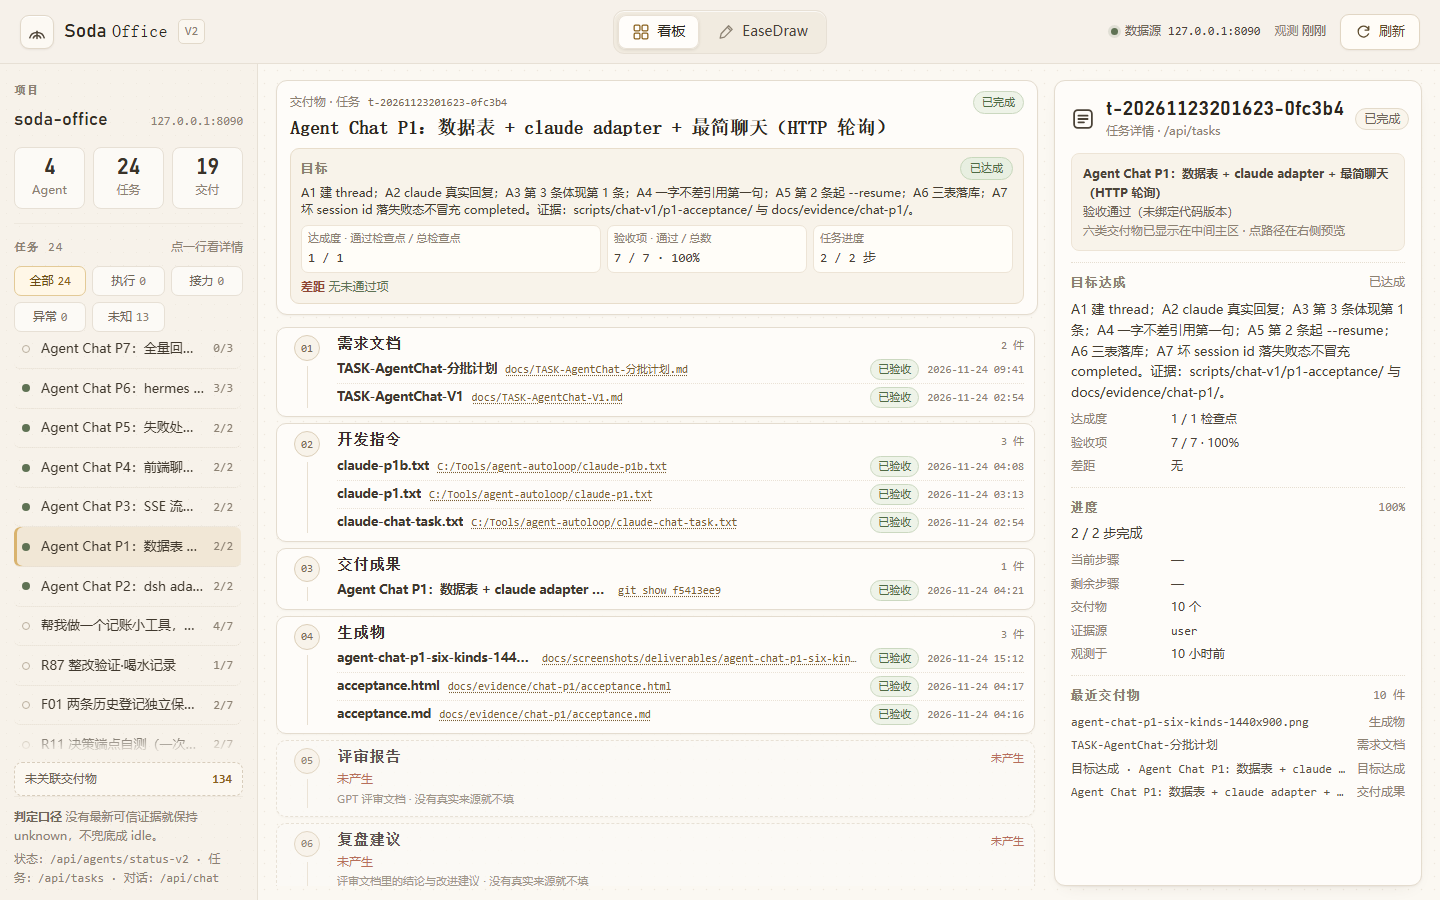 Soda Office V2
看板
EaseDraw
数据源 127.0.0.1:8090
观测 刚刚
刷新
项目
soda-office 127.0.0.1:8090
4 Agent
24 任务
19 交付
任务 24 点一行看详情
全部 24
执行 0
接力 0
异常 0
未知 13
Agent Chat P7：全量回... 0/3
Agent Chat P6：hermes ... 3/3
Agent Chat P5：失败处... 2/2
Agent Chat P4：前端聊... 2/2
Agent Chat P3：SSE 流... 2/2
Agent Chat P1：数据表 ... 2/2
Agent Chat P2：dsh ada... 2/2
帮我做一个记账小工具，... 4/7
R87 整改验证-喝水记录 1/7
F01 两条历史登记独立保... 2/7
R11 决策端点自测（一次... 2/7
未关联交付物 134
判定口径 没有最新可信证据就保持
unknown，不兜底成 idle。
状态：/api/agents/status-v2 · 任
务：/api/tasks · 对话：/api/chat
交付物 · 任务 t-20261123201623-0fc3b4 已完成
Agent Chat P1：数据表 + claude adapter + 最简聊天（HTTP 轮询）
目标 已达成
A1 建 thread；A2 claude 真实回复；A3 第 3 条体现第 1 条；A4 一字不差引用第一句；A5 第 2 条起 --resume；A6 三表落库；A7
坏 session id 落失败态不冒充 completed。证据：scripts/chat-v1/p1-acceptance/ 与 docs/evidence/chat-p1/。
达成度 · 通过检查点 / 总检查点
1 / 1
验收项 · 通过 / 总数
7 / 7 · 100%
任务进度
2 / 2 步
差距 无未通过项
01 需求文档 2 件
TASK-AgentChat-分批计划 docs/TASK-AgentChat-分批计划.md 已验收 2026-11-24 09:41
TASK-AgentChat-V1 docs/TASK-AgentChat-V1.md 已验收 2026-11-24 02:54
02 开发指令 3 件
claude-p1b.txt C:/Tools/agent-autoloop/claude-p1b.txt 已验收 2026-11-24 04:08
claude-p1.txt C:/Tools/agent-autoloop/claude-p1.txt 已验收 2026-11-24 03:13
claude-chat-task.txt C:/Tools/agent-autoloop/claude-chat-task.txt 已验收 2026-11-24 02:54
03 交付成果 1 件
Agent Chat P1：数据表 + claude adapter ... git show f5413ee9 已验收 2026-11-24 04:21
04 生成物 3 件
agent-chat-p1-six-kinds-144... docs/screenshots/deliverables/agent-chat-p1-six-kin... 已验收 2026-11-24 15:12
acceptance.html docs/evidence/chat-p1/acceptance.html 已验收 2026-11-24 04:17
acceptance.md docs/evidence/chat-p1/acceptance.md 已验收 2026-11-24 04:16
05 评审报告 未产生
未产生
GPT 评审文档 · 没有真实来源就不填
06 复盘建议 未产生
未产生
评审文档里的结论与改进建议 · 没有真实来源就不填
t-20261123201623-0fc3b4 已完成
任务详情 · /api/tasks
Agent Chat P1：数据表 + claude adapter + 最简聊天
（HTTP 轮询）
验收通过（未绑定代码版本）
六类交付物已显示在中间主区 · 点路径在右侧预览
目标达成 已达成
A1 建 thread；A2 claude 真实回复；A3 第 3 条体现第 1
条；A4 一字不差引用第一句；A5 第 2 条起 --resume；
A6 三表落库；A7 坏 session id 落失败态不冒充
completed。证据：scripts/chat-v1/p1-acceptance/ 与
docs/evidence/chat-p1/。
达成度 1 / 1 检查点
验收项 7 / 7 · 100%
差距 无
进度 100%
2 / 2 步完成
当前步骤 —
剩余步骤 —
交付物 10 个
证据源 user
观测于 10 小时前
最近交付物 10 件
agent-chat-p1-six-kinds-1440x900.png 生成物
TASK-AgentChat-分批计划 需求文档
目标达成 · Agent Chat P1：数据表 + claude … 目标达成
Agent Chat P1：数据表 + claude adapter + … 交付成果